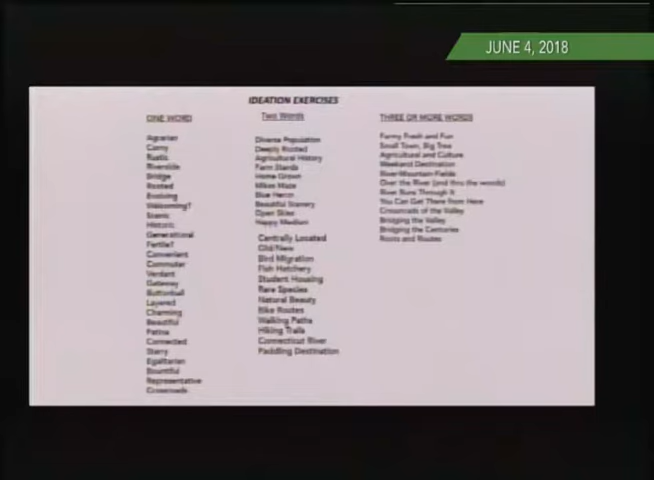 JUNE 4, 2018
IDEATION EXERCISES
ONE WORD
Agrarian
Corny
Rustic
Riverside
Bridge
Rooted
Evolving
Welcoming?
Scenic
Historic
Generational
Fertile?
Convenient
Commuter
Verdant
Gateway
Buttonball
Layered
Charming
Beautiful
Patina
Connected
Starry
Egalitarian
Bountiful
Representative
Crossroads
Two Words
Diverse Population
Deeply Rooted
Agricultural History
Farm Stands
Home Grown
Mikes Maze
Blue Heron
Beautiful Scenery
Open Skies
Happy Medium
Centrally Located
Old/New
Bird Migration
Fish Hatchery
Student Housing
Rare Species
Natural Beauty
Bike Routes
Walking Paths
Hiking Trails
Connecticut River
Paddling Destination
THREE OR MORE WORDS
Farmy Fresh and Fun
Small Town, Big Tree
Agricultural and Culture
Weekend Destination
River-Mountain-Fields
Over the River (and thru the woods)
River Runs Through It
You Can Get There from Here
Crossroads of the Valley
Bridging the Valley
Bridging the Centuries
Roots and Routes